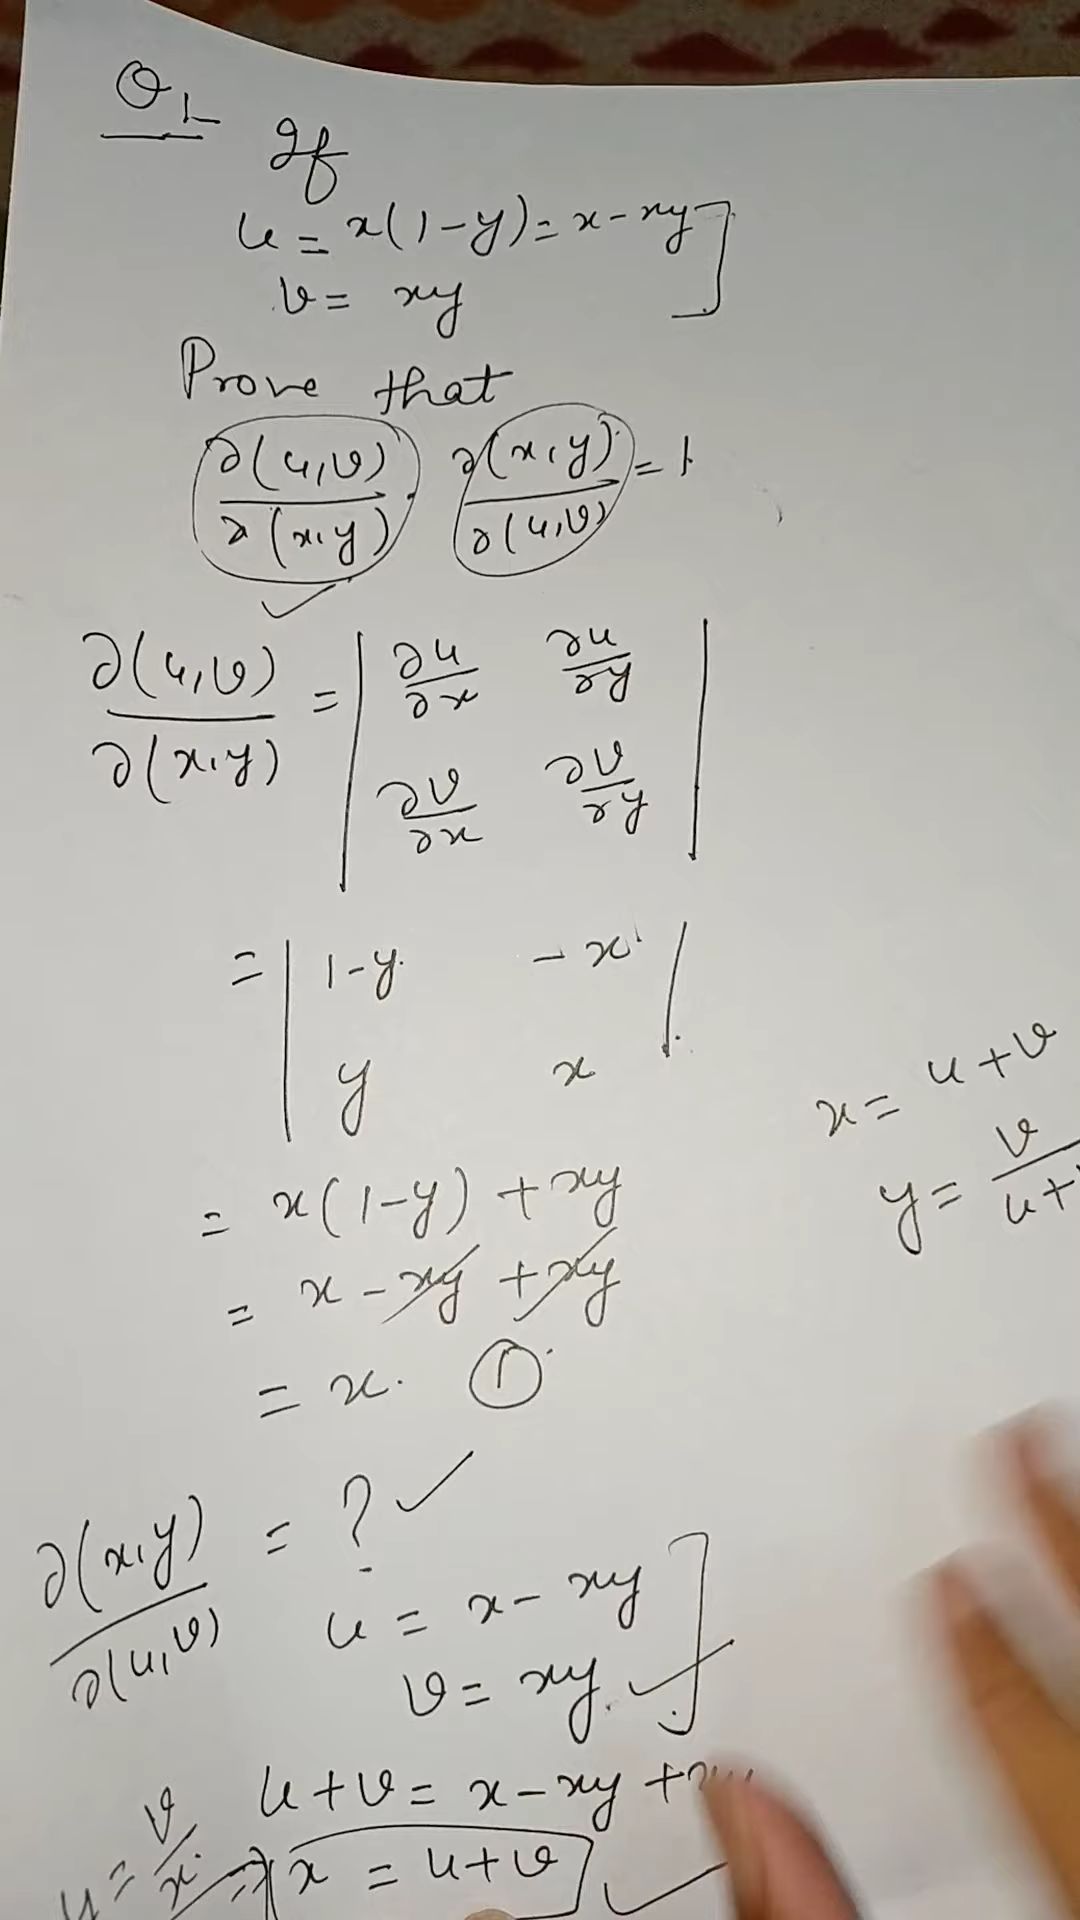 Q1
If
u = x(1-y) = x - xy ]
v = xy
Prove that
∂(u,v)/∂(x,y) · ∂(x,y)/∂(u,v) = 1
✓
∂(u,v)/∂(x,y) = | ∂u/∂x ∂u/∂y |
| ∂v/∂x ∂v/∂y |
= | 1-y -x |
| y x |
= x(1-y) + xy
= x - xy + xy
= x. ①
x = u+v
y = v/u+
∂(x,y)/∂(u,v) = ? ✓
u = x - xy ]
v = xy ✓
u+v = x - xy +
y = v/x ⇒ x = u+v ✓